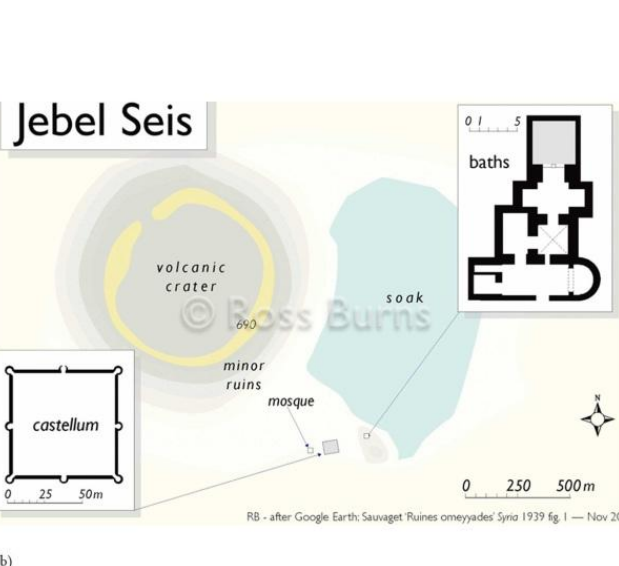 Jebel Seis
0 1 5
baths
volcanic
crater
soak
© Ross Burns
690
minor
ruins
mosque
castellum
0 25 50m
N
0 250 500m
RB - after Google Earth; Sauvaget 'Ruines omeyyades' Syria 1939 fig. 1 — Nov 20
b)